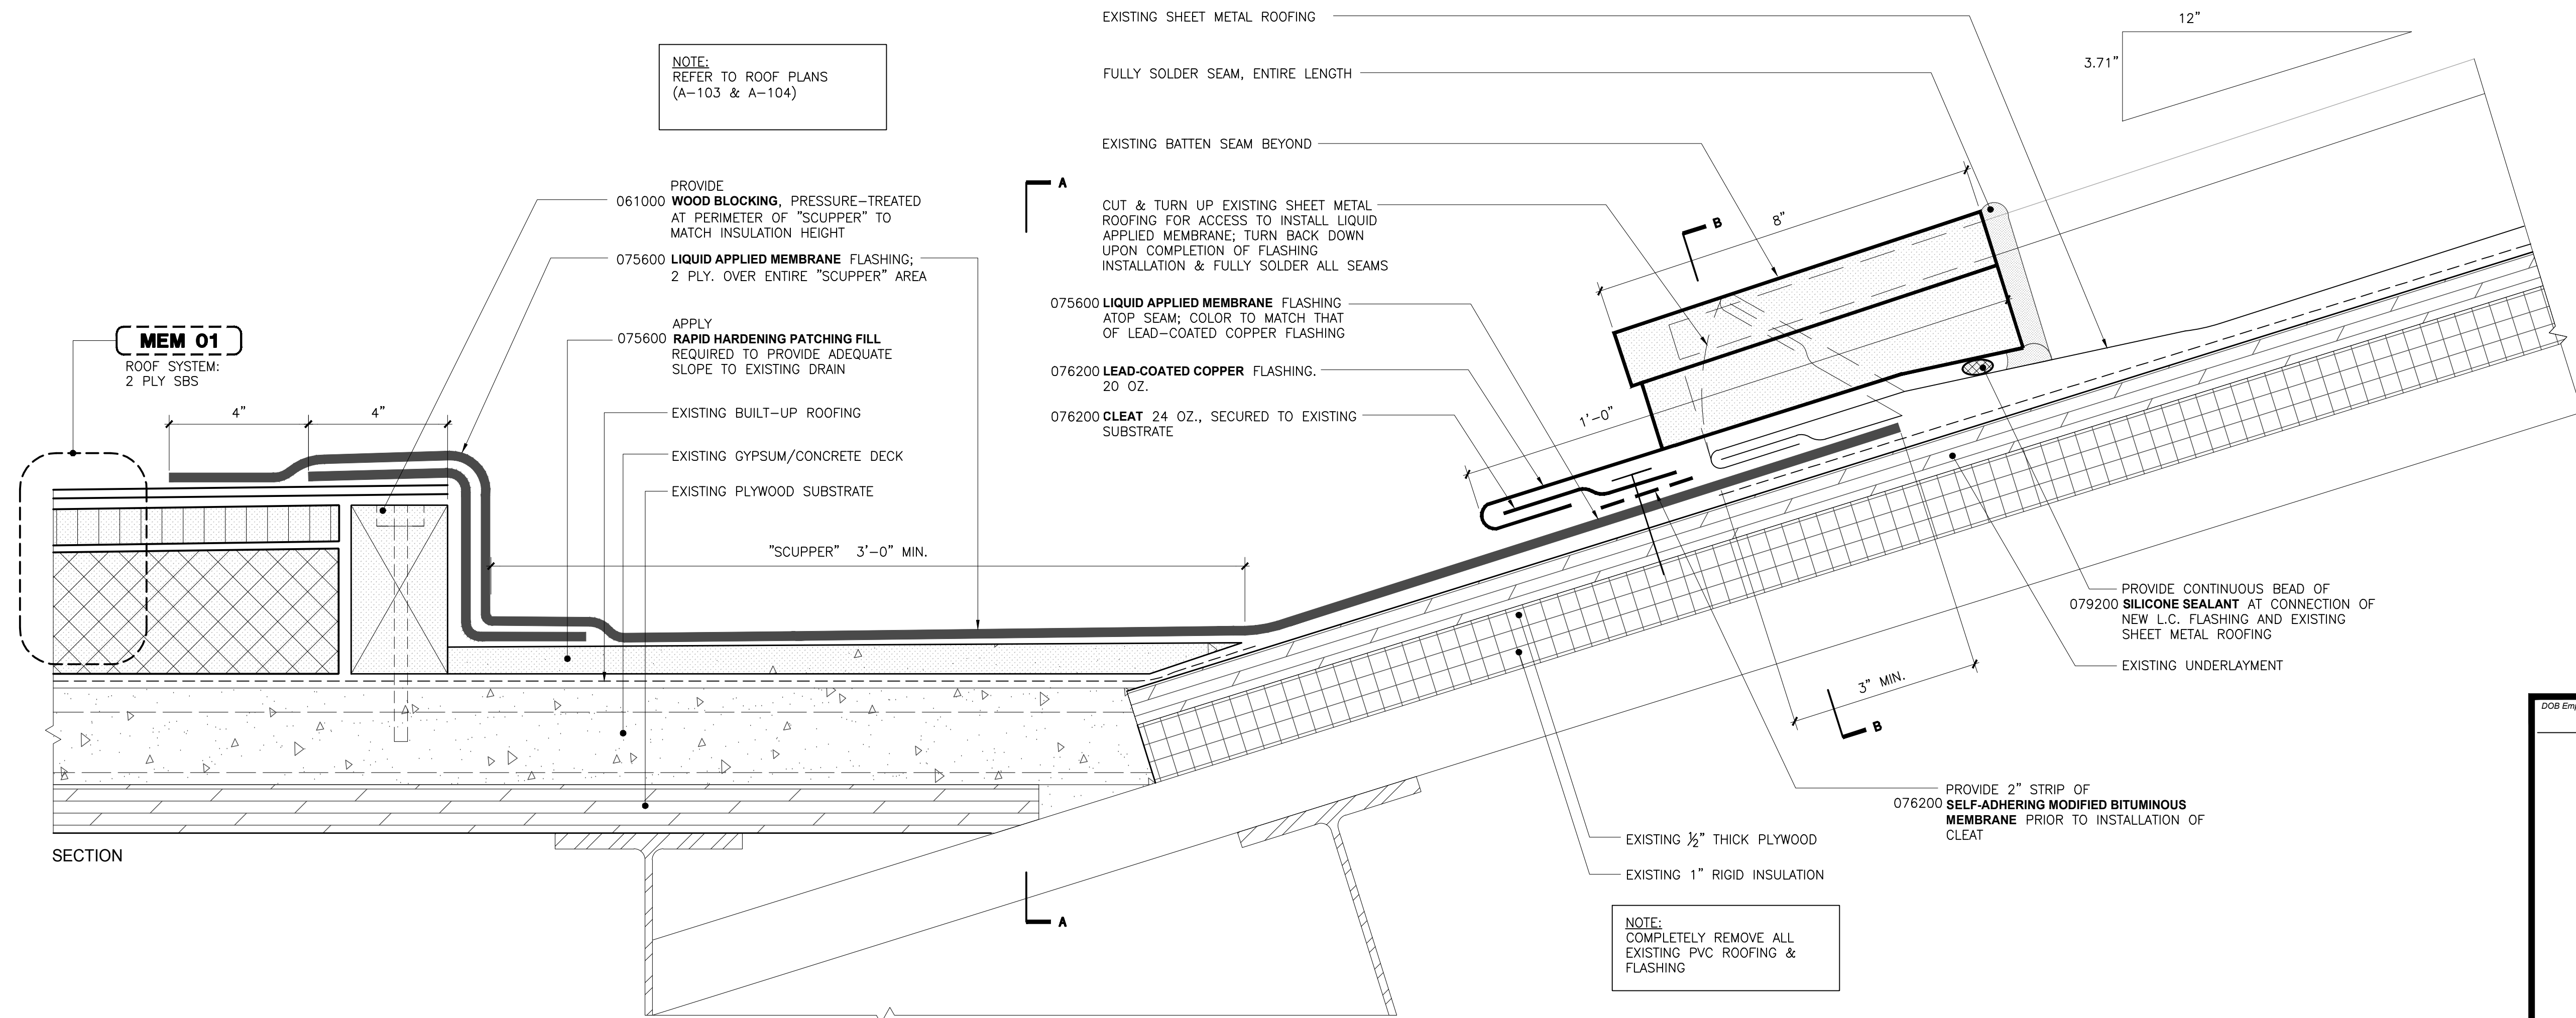 NOTE:
REFER TO ROOF PLANS
(A-103 & A-104)
PROVIDE
061000 WOOD BLOCKING, PRESSURE-TREATED
AT PERIMETER OF "SCUPPER" TO
MATCH INSULATION HEIGHT
075600 LIQUID APPLIED MEMBRANE FLASHING;
2 PLY. OVER ENTIRE "SCUPPER" AREA
APPLY
075600 RAPID HARDENING PATCHING FILL
REQUIRED TO PROVIDE ADEQUATE
SLOPE TO EXISTING DRAIN
EXISTING BUILT-UP ROOFING
EXISTING GYPSUM/CONCRETE DECK
EXISTING PLYWOOD SUBSTRATE
MEM 01
ROOF SYSTEM:
2 PLY SBS
4"
4"
"SCUPPER" 3'-0" MIN.
SECTION
A
A
EXISTING SHEET METAL ROOFING
FULLY SOLDER SEAM, ENTIRE LENGTH
EXISTING BATTEN SEAM BEYOND
CUT & TURN UP EXISTING SHEET METAL
ROOFING FOR ACCESS TO INSTALL LIQUID
APPLIED MEMBRANE; TURN BACK DOWN
UPON COMPLETION OF FLASHING
INSTALLATION & FULLY SOLDER ALL SEAMS
075600 LIQUID APPLIED MEMBRANE FLASHING
ATOP SEAM; COLOR TO MATCH THAT
OF LEAD-COATED COPPER FLASHING
076200 LEAD-COATED COPPER FLASHING.
20 OZ.
076200 CLEAT 24 OZ., SECURED TO EXISTING
SUBSTRATE
12"
3.71"
B
8"
1'-0"
3" MIN.
B
PROVIDE CONTINUOUS BEAD OF
079200 SILICONE SEALANT AT CONNECTION OF
NEW L.C. FLASHING AND EXISTING
SHEET METAL ROOFING
EXISTING UNDERLAYMENT
PROVIDE 2" STRIP OF
076200 SELF-ADHERING MODIFIED BITUMINOUS
MEMBRANE PRIOR TO INSTALLATION OF
CLEAT
EXISTING ½" THICK PLYWOOD
EXISTING 1" RIGID INSULATION
NOTE:
COMPLETELY REMOVE ALL
EXISTING PVC ROOFING &
FLASHING
DOB Emp